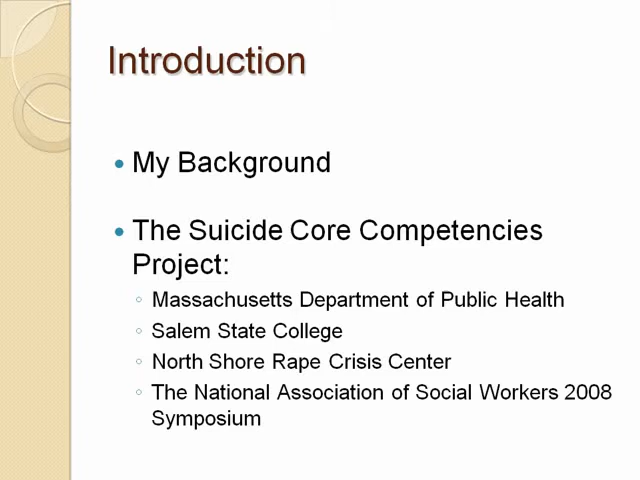 Introduction
My Background
The Suicide Core Competencies
Project:
Massachusetts Department of Public Health
Salem State College
North Shore Rape Crisis Center
The National Association of Social Workers 2008
Symposium